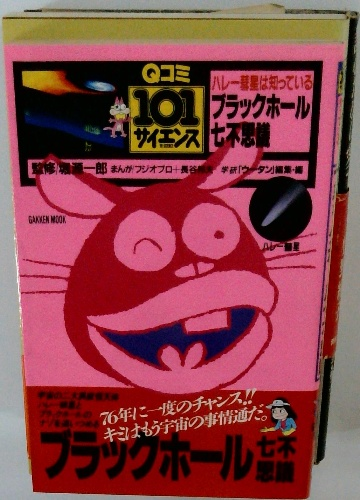 Qコミ
101
サイエンス
ハレー彗星は知っている
ブラックホール
七不思議
監修 一郎 まんが/フジオプロ+長谷 学研「ウータン」編集・編
GAKKEN MOOK
ハレー彗星
76年に一度のチャンス!!
キミはもう宇宙の事情通だ。
ブラックホール七不思議